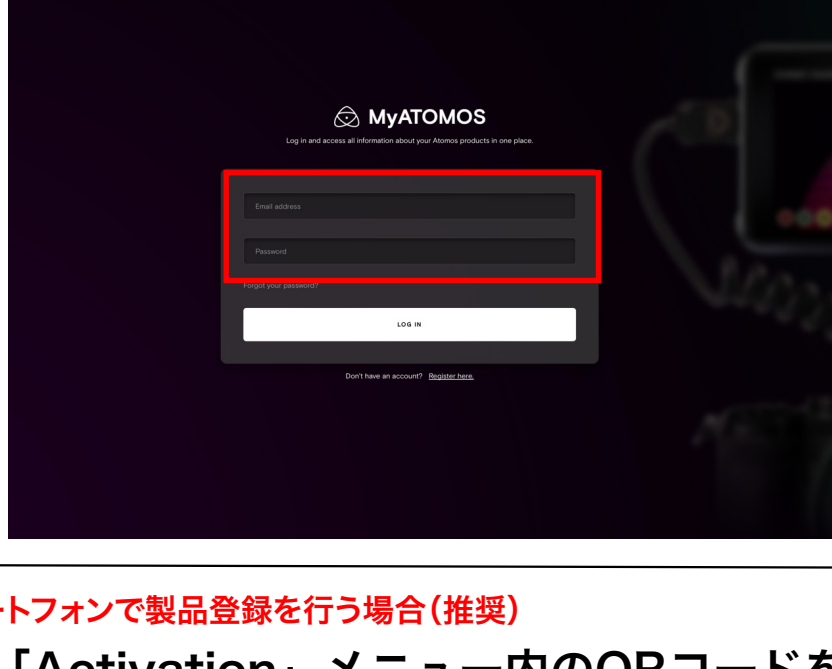 MyATOMOS
Log in and access all information about your Atomos products in one place.
Email address
Password
Forgot your password?
LOG IN
Don't have an account? Register here.
ートフォンで製品登録を行う場合（推奨）
「Activation」メニュー内のQRコードを